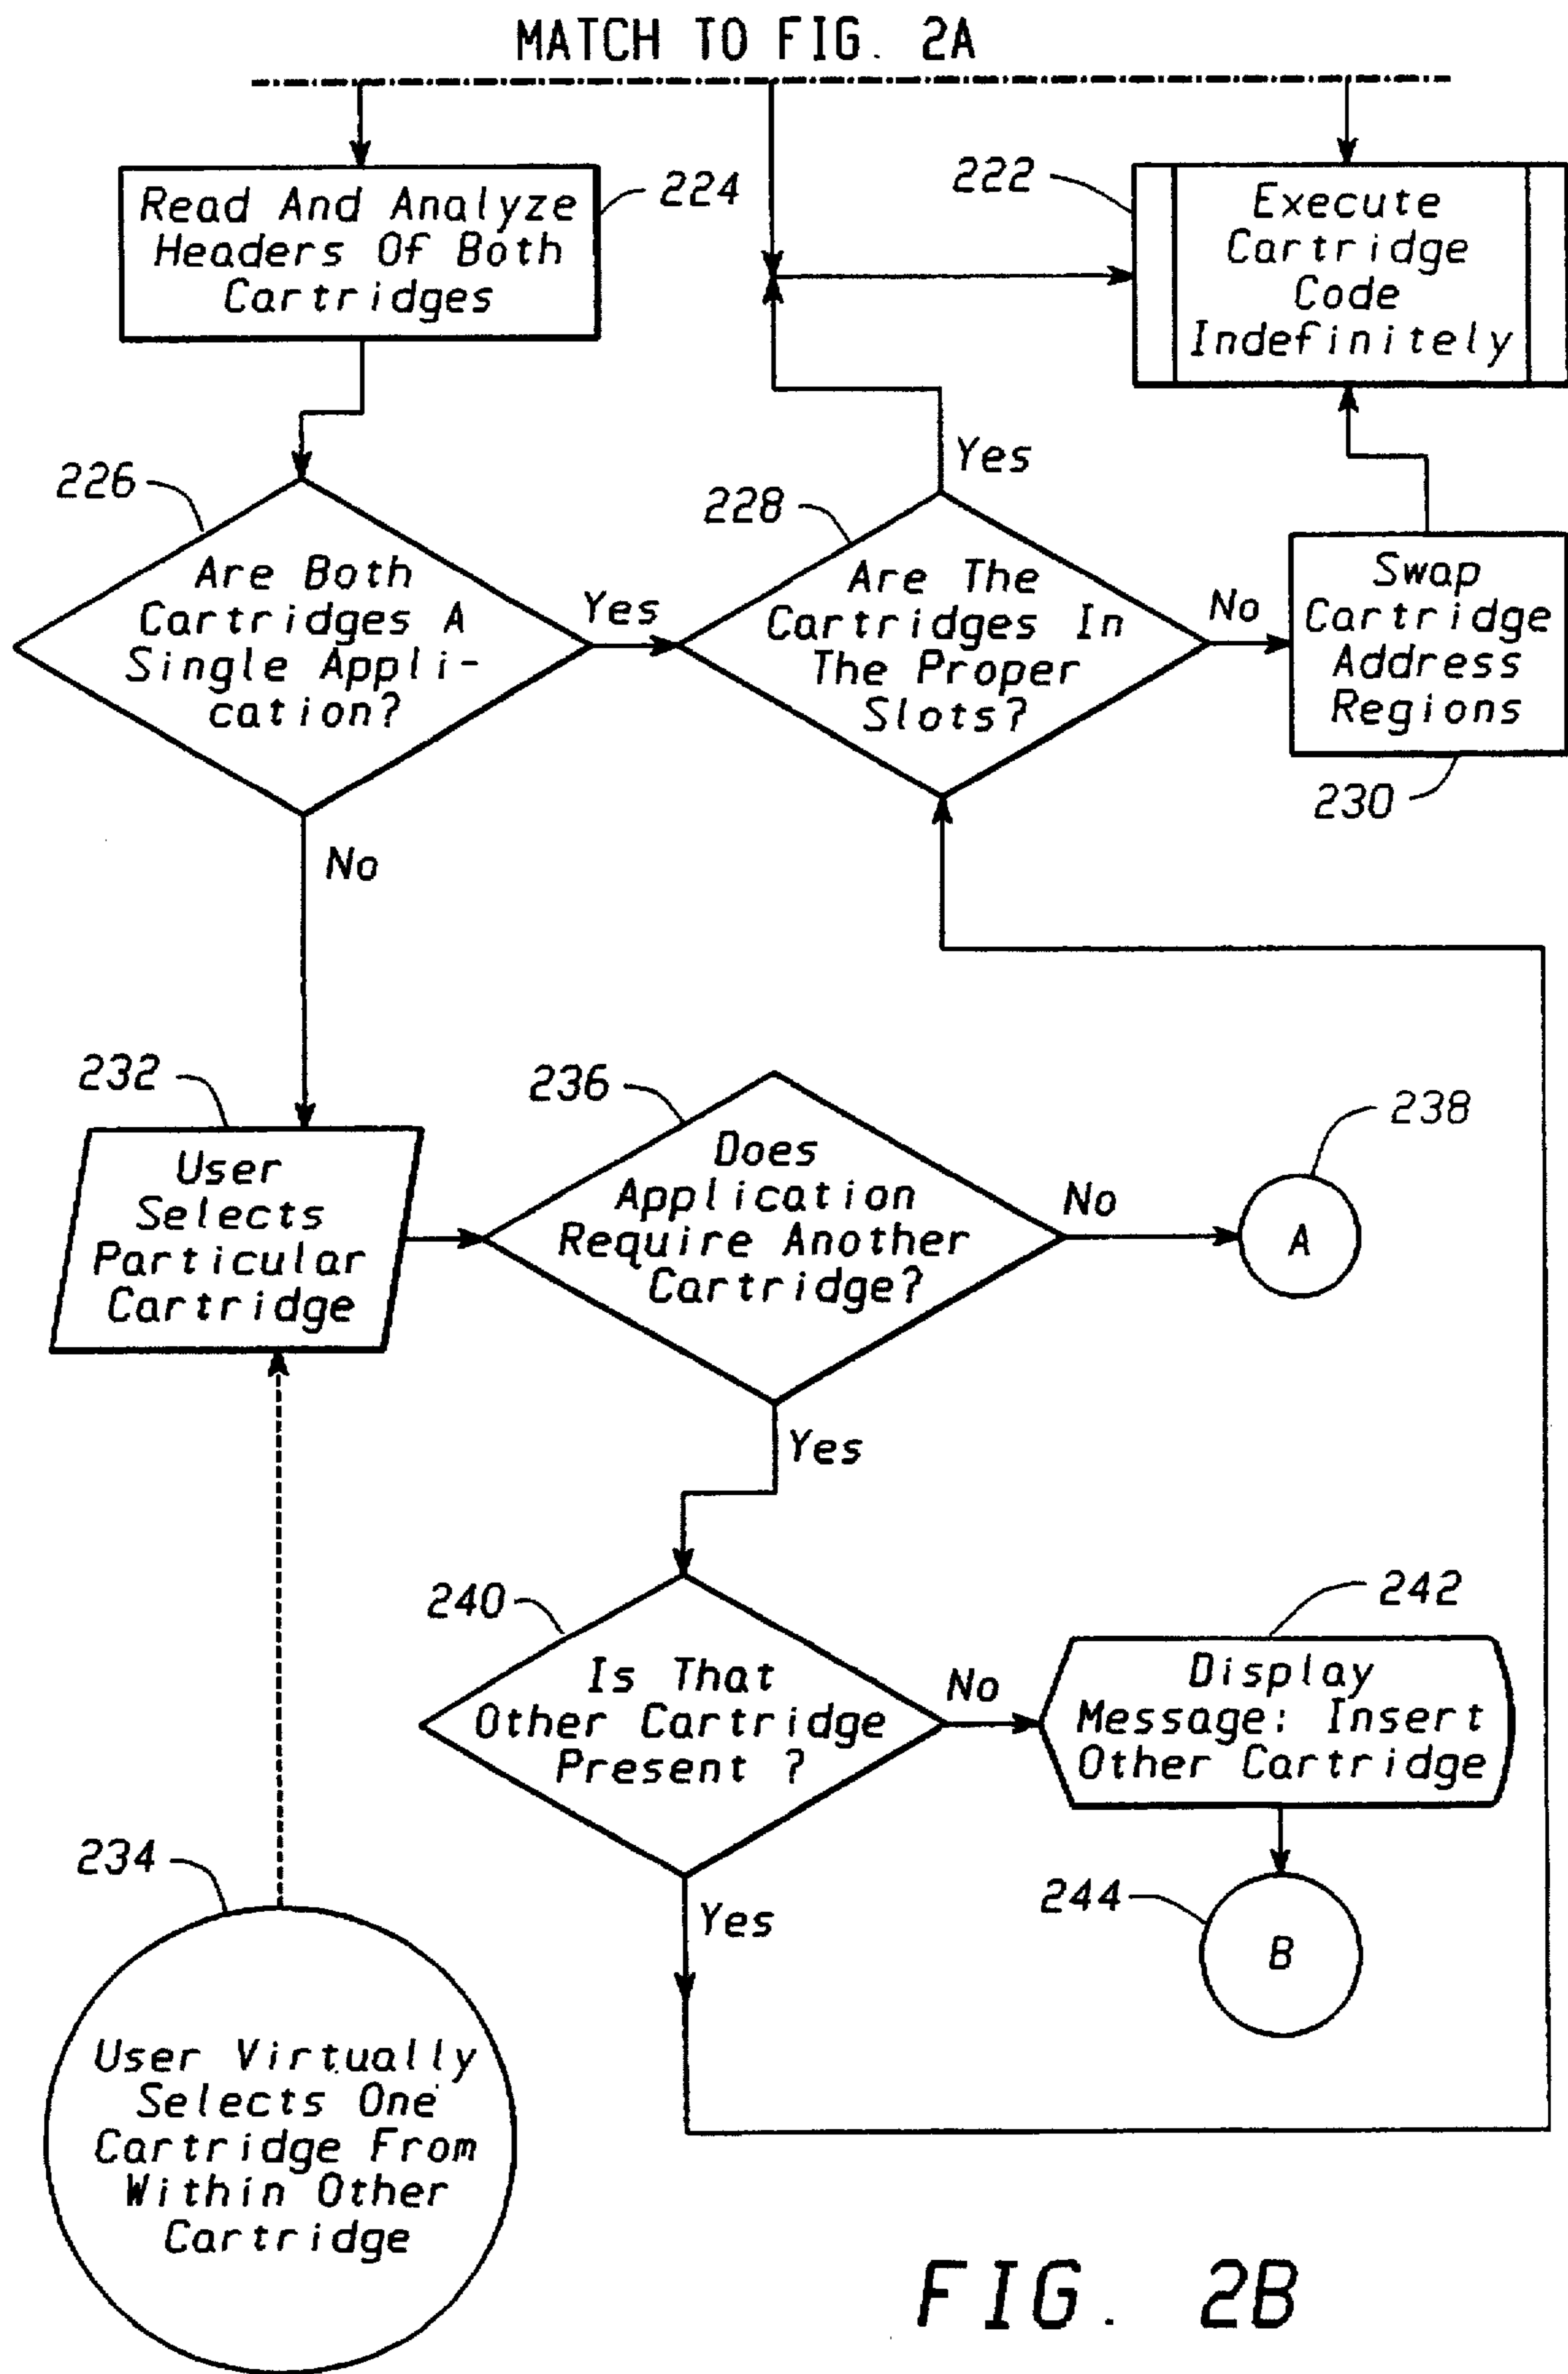 MATCH TO FIG. 2A
224
Read And Analyze
Headers Of Both
Cartridges
222
Execute
Cartridge
Code
Indefinitely
226
Are Both
Cartridges A
Single Appli-
cation?
Yes
228
Yes
Are The
Cartridges In
The Proper
Slots?
No
Swap
Cartridge
Address
Regions
230
No
232
User
Selects
Particular
Cartridge
236
Does
Application
Require Another
Cartridge?
No
238
A
Yes
240
Is That
Other Cartridge
Present ?
No
242
Display
Message: Insert
Other Cartridge
244
B
Yes
234
User Virtually
Selects One
Cartridge From
Within Other
Cartridge
FIG. 2B